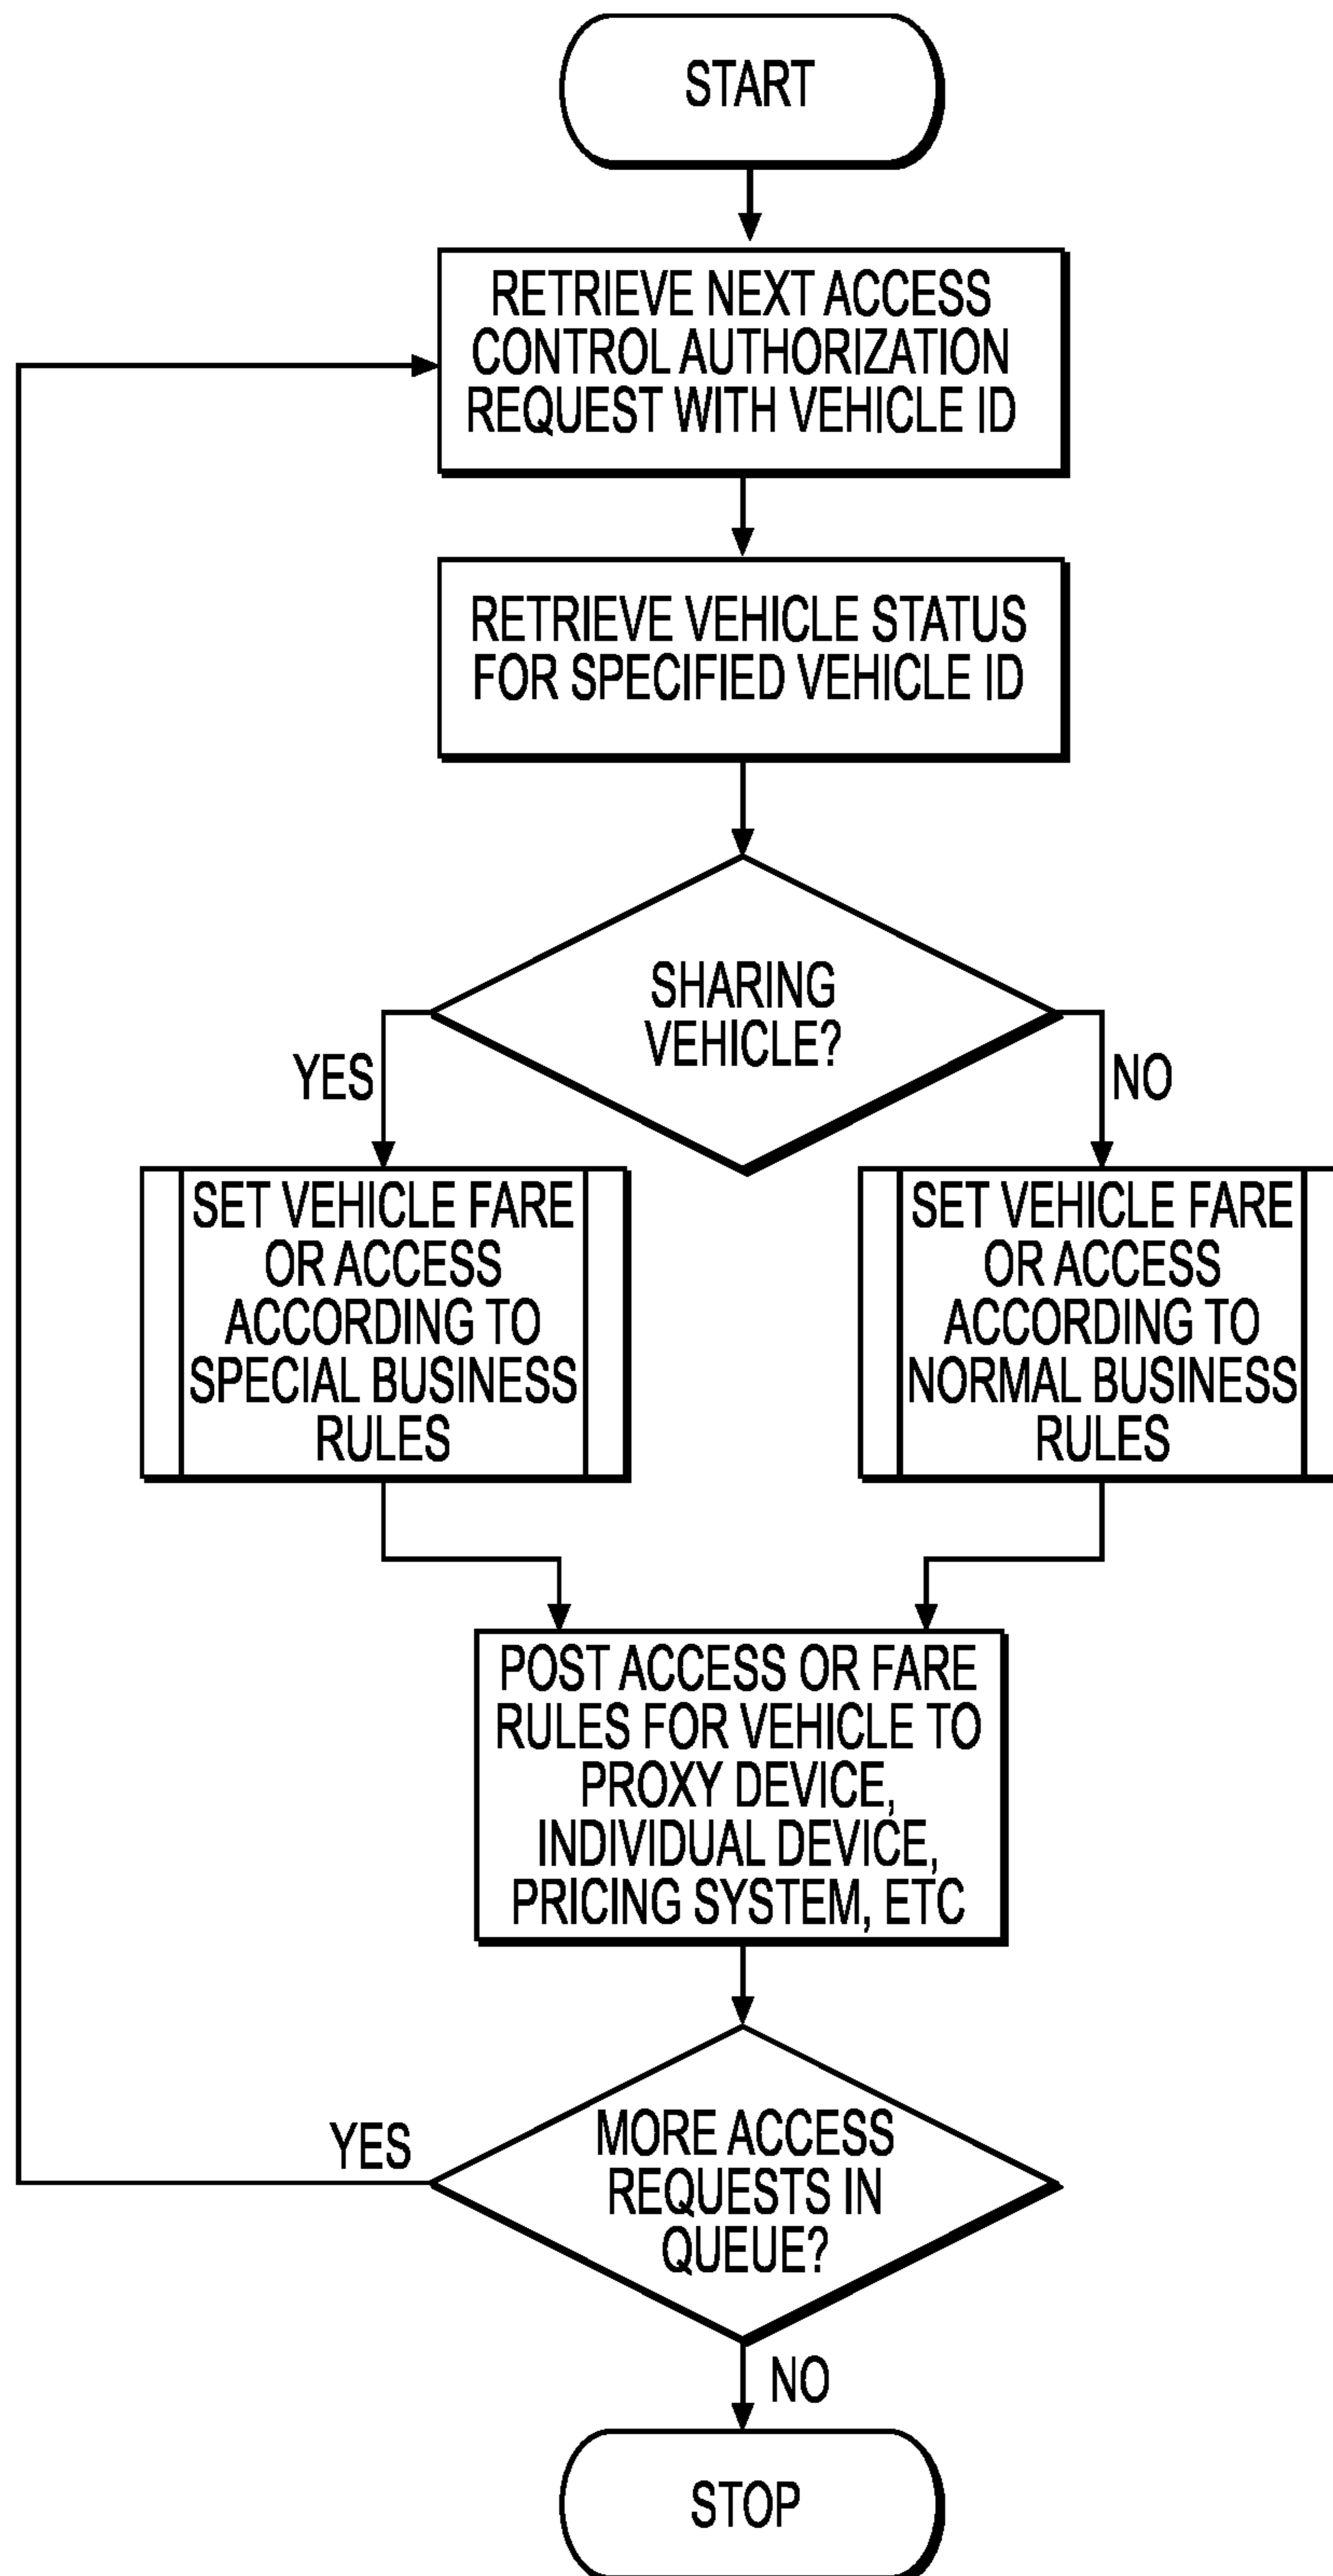 START
RETRIEVE NEXT ACCESS
CONTROL AUTHORIZATION
REQUEST WITH VEHICLE ID
RETRIEVE VEHICLE STATUS
FOR SPECIFIED VEHICLE ID
SHARING
VEHICLE?
YES
NO
SET VEHICLE FARE
OR ACCESS
ACCORDING TO
SPECIAL BUSINESS
RULES
SET VEHICLE FARE
OR ACCESS
ACCORDING TO
NORMAL BUSINESS
RULES
POST ACCESS OR FARE
RULES FOR VEHICLE TO
PROXY DEVICE,
INDIVIDUAL DEVICE,
PRICING SYSTEM, ETC
YES
MORE ACCESS
REQUESTS IN
QUEUE?
NO
STOP